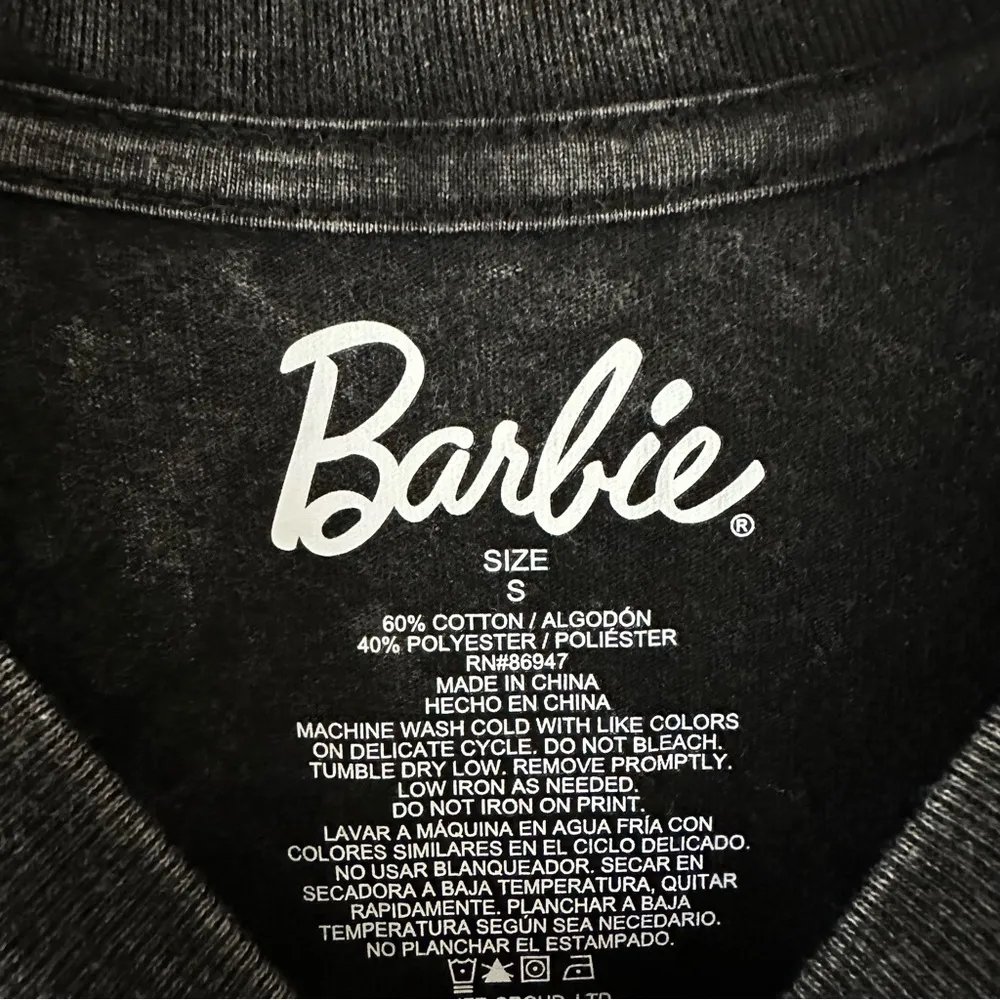 Barbie®
SIZE
S
60% COTTON / ALGODÓN
40% POLYESTER / POLIÉSTER
RN#86947
MADE IN CHINA
HECHO EN CHINA
MACHINE WASH COLD WITH LIKE COLORS
ON DELICATE CYCLE. DO NOT BLEACH.
TUMBLE DRY LOW. REMOVE PROMPTLY.
LOW IRON AS NEEDED.
DO NOT IRON ON PRINT.
LAVAR A MÁQUINA EN AGUA FRÍA CON
COLORES SIMILARES EN EL CICLO DELICADO.
NO USAR BLANQUEADOR. SECAR EN
SECADORA A BAJA TEMPERATURA, QUITAR
RAPIDAMENTE. PLANCHAR A BAJA
TEMPERATURA SEGÚN SEA NECEDARIO.
NO PLANCHAR EL ESTAMPADO.
GROUP, LTD